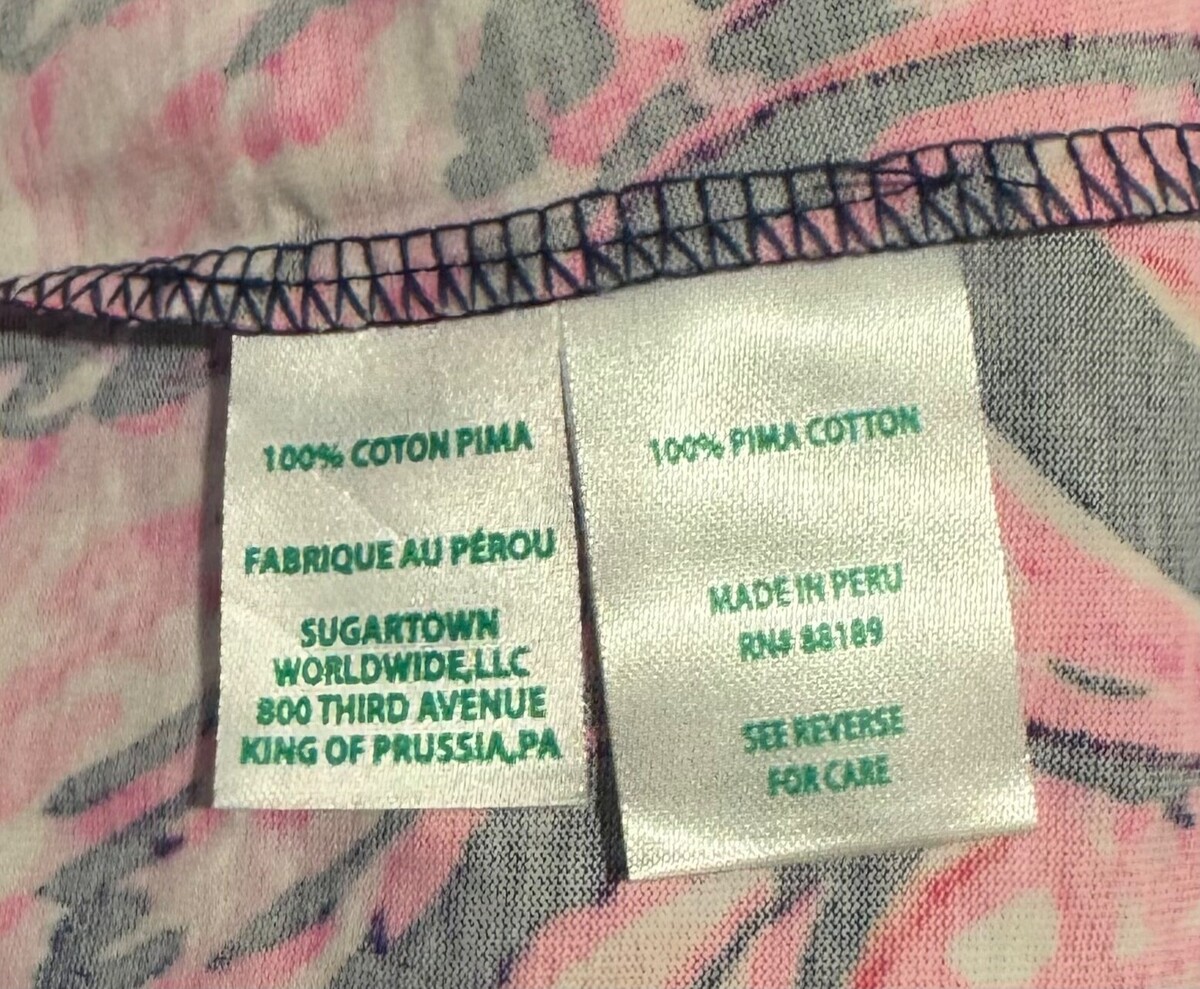 100% COTON PIMA
FABRIQUE AU PÉROU
SUGARTOWN
WORLDWIDE,LLC
800 THIRD AVENUE
KING OF PRUSSIA,PA
100% PIMA COTTON
MADE IN PERU
RN# 88189
SEE REVERSE
FOR CARE